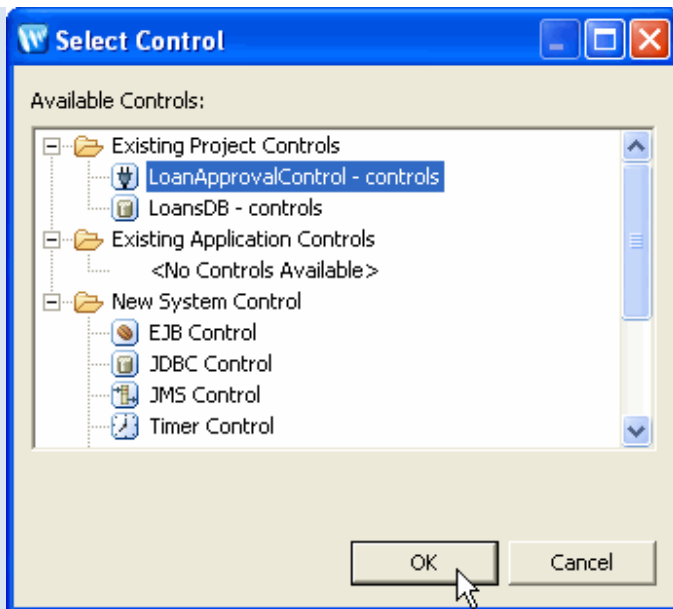 Select Control
Available Controls:
Existing Project Controls
LoanApprovalControl - controls
LoansDB - controls
Existing Application Controls
<No Controls Available>
New System Control
EJB Control
JDBC Control
JMS Control
Timer Control
OK
Cancel